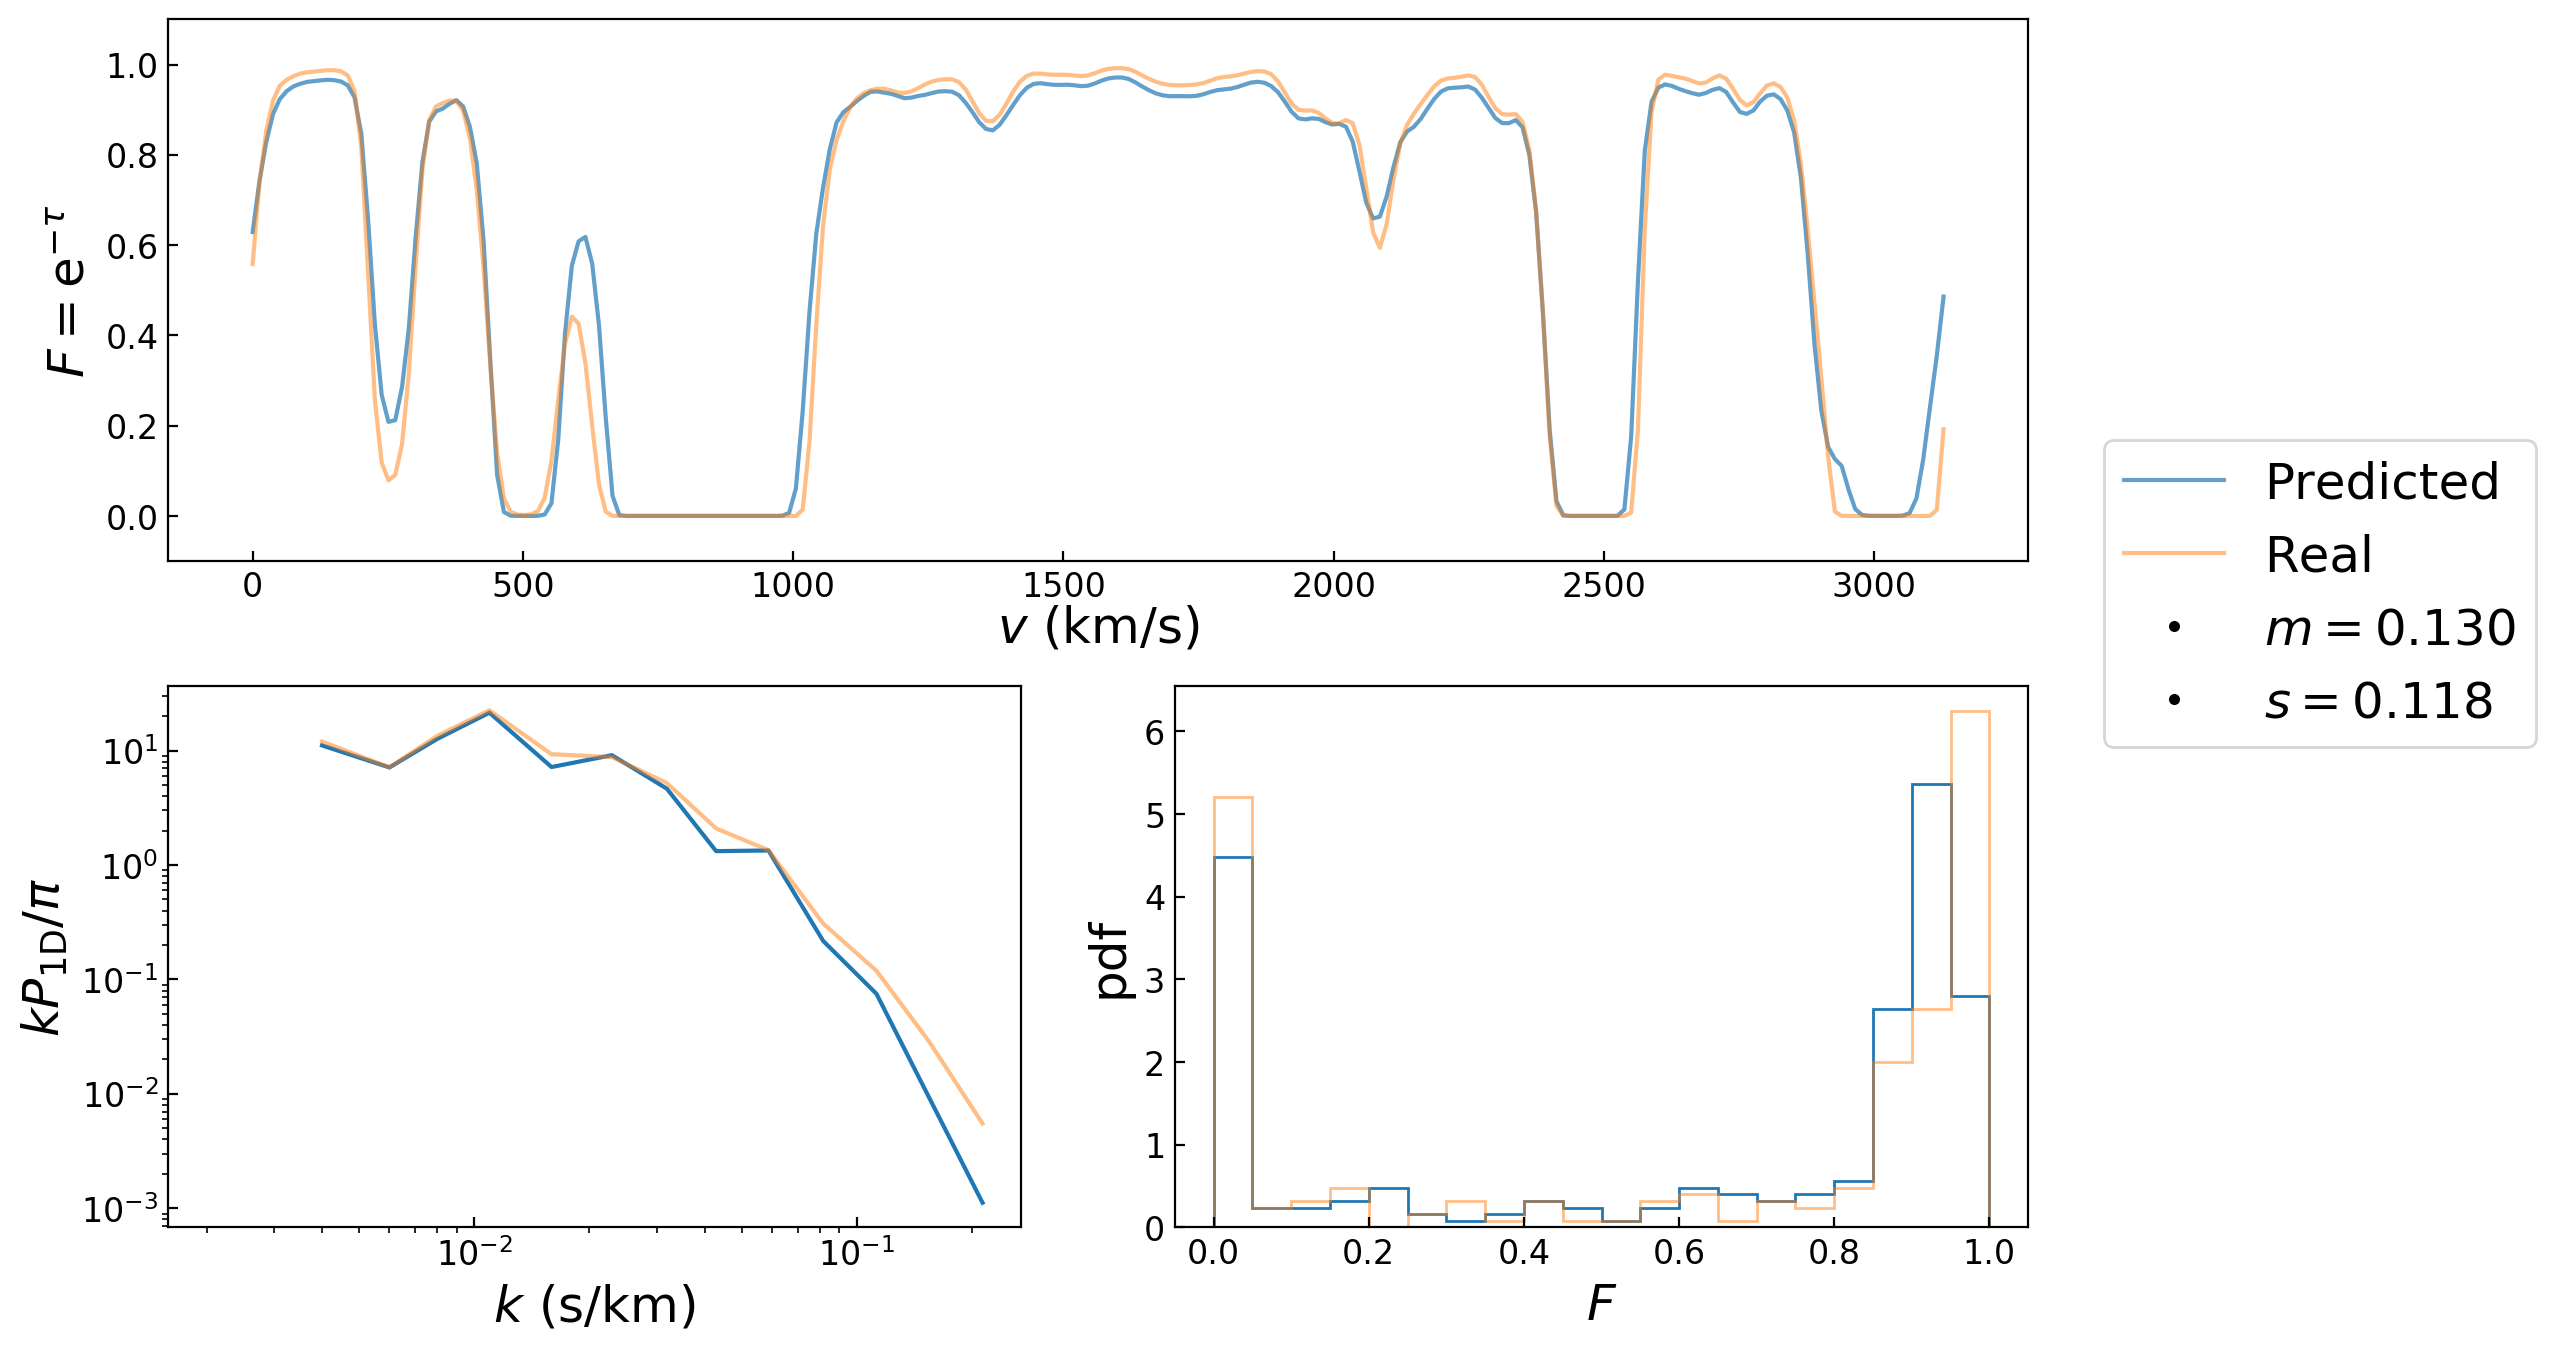 1.0
0.8
0.6
0.4
0.2
0.0
F = e^{−τ}
0 500 1000 1500 2000 2500 3000
v (km/s)
Predicted
Real
m = 0.130
s = 0.118
10^1
10^0
10^{−1}
10^{−2}
10^{−3}
kP_{1D}/π
10^{−2} 10^{−1}
k (s/km)
6
5
4
3
2
1
0
pdf
0.0 0.2 0.4 0.6 0.8 1.0
F